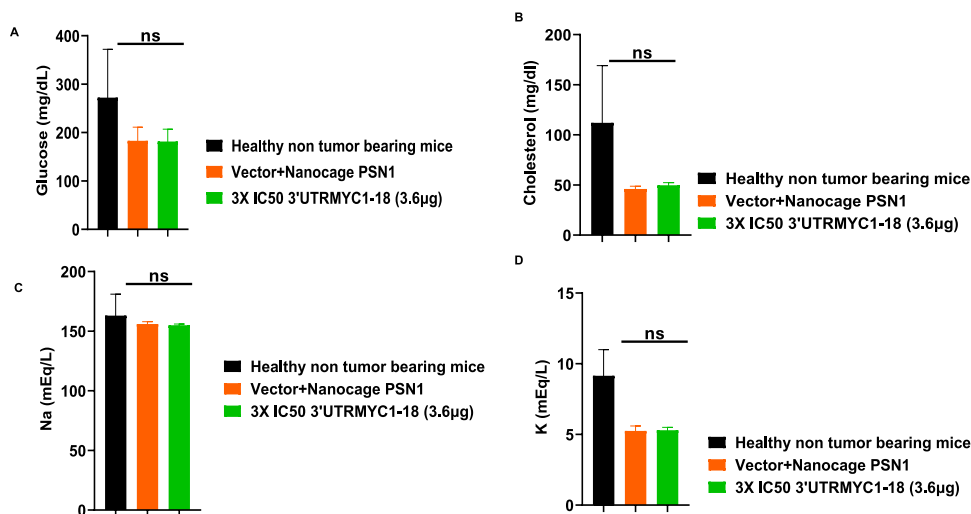 A
Glucose (mg/dL)
400
300
200
100
0
ns
Healthy non tumor bearing mice
Vector+Nanocage PSN1
3X IC50 3'UTRMYC1-18 (3.6µg)
B
Cholesterol (mg/dl)
200
150
100
50
0
ns
Healthy non tumor bearing mice
Vector+Nanocage PSN1
3X IC50 3'UTRMYC1-18 (3.6µg)
C
Na (mEq/L)
200
150
100
50
0
ns
Healthy non tumor bearing mice
Vector+Nanocage PSN1
3X IC50 3'UTRMYC1-18 (3.6µg)
D
K (mEq/L)
15
10
5
0
ns
Healthy non tumor bearing mice
Vector+Nanocage PSN1
3X IC50 3'UTRMYC1-18 (3.6µg)